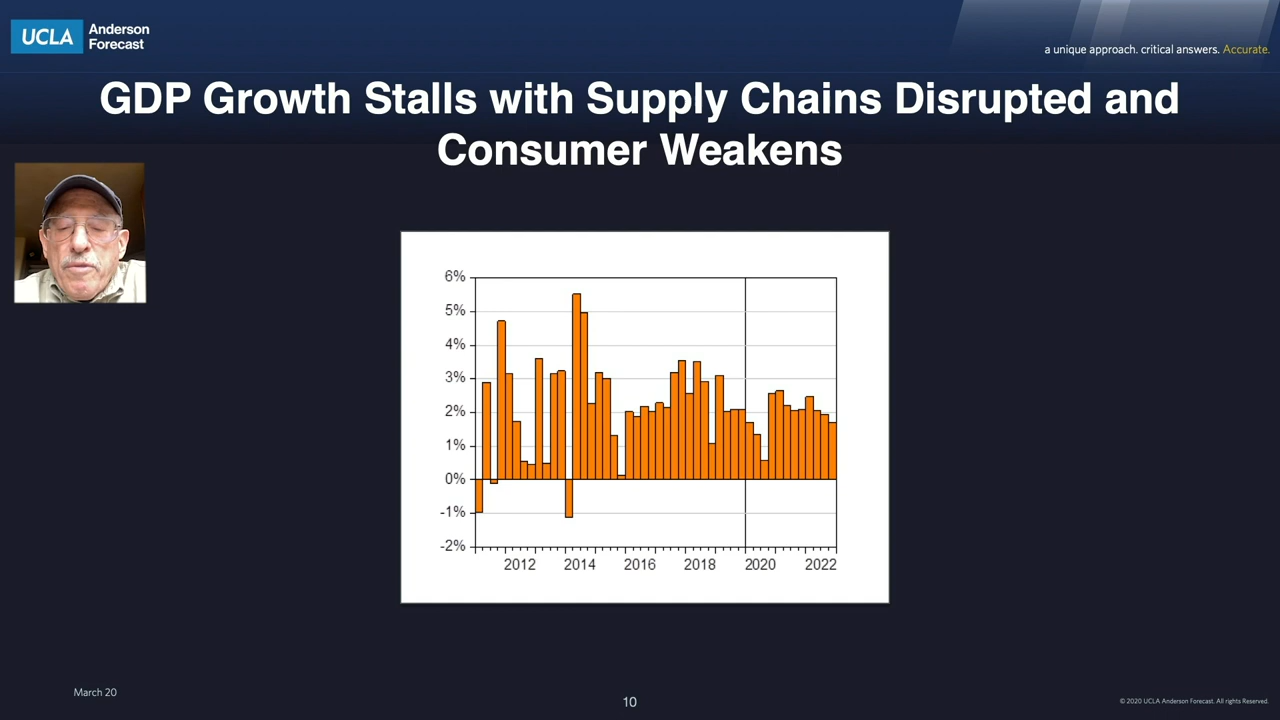 UCLA
Anderson
Forecast
a unique approach. critical answers. Accurate.
GDP Growth Stalls with Supply Chains Disrupted and
Consumer Weakens
6%
5%
4%
3%
2%
1%
0%
-1%
-2%
2012 2014 2016 2018 2020 2022
March 20
10
© 2020 UCLA Anderson Forecast. All rights Reserved.